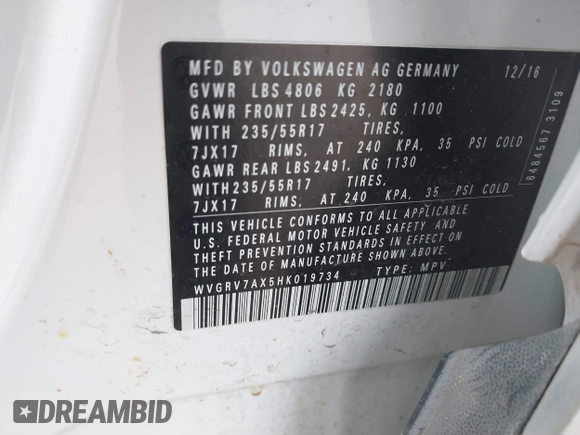 MFD BY VOLKSWAGEN AG GERMANY 12/16
GVWR LBS 4806 KG 2180
GAWR FRONT LBS 2425, KG 1100
WITH 235/55R17 TIRES,
7JX17 RIMS, AT 240 KPA, 35 PSI COLD
GAWR REAR LBS 2491, KG 1130
WITH 235/55R17 TIRES,
7JX17 RIMS, AT 240 KPA, 35 PSI COLD
THIS VEHICLE CONFORMS TO ALL APPLICABLE
U.S. FEDERAL MOTOR VEHICLE SAFETY AND
THEFT PREVENTION STANDARDS IN EFFECT ON
THE DATE OF MANUFACTURE SHOWN ABOVE.
WVGRV7AX5HK019734 TYPE: MPV
6484567 3109
DREAMBID